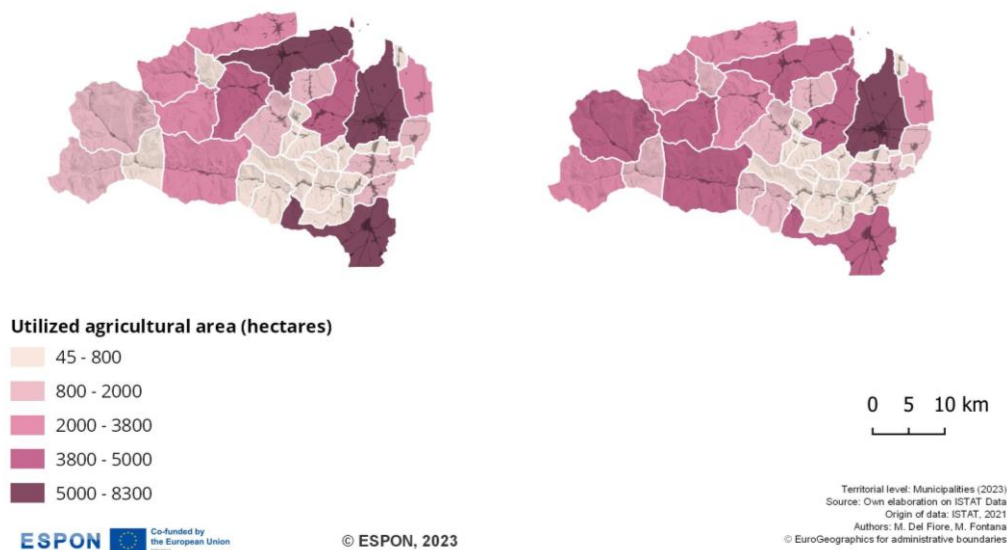 Utilized agricultural area (hectares)
45 - 800
800 - 2000
2000 - 3800
3800 - 5000
5000 - 8300
0 5 10 km
Territorial level: Municipalities (2023)
Source: Own elaboration on ISTAT Data
Origin of data: ISTAT, 2021
Authors: M. Del Fiore, M. Fontana
© EuroGeographics for administrative boundaries
ESPON
Co-funded by
the European Union
© ESPON, 2023